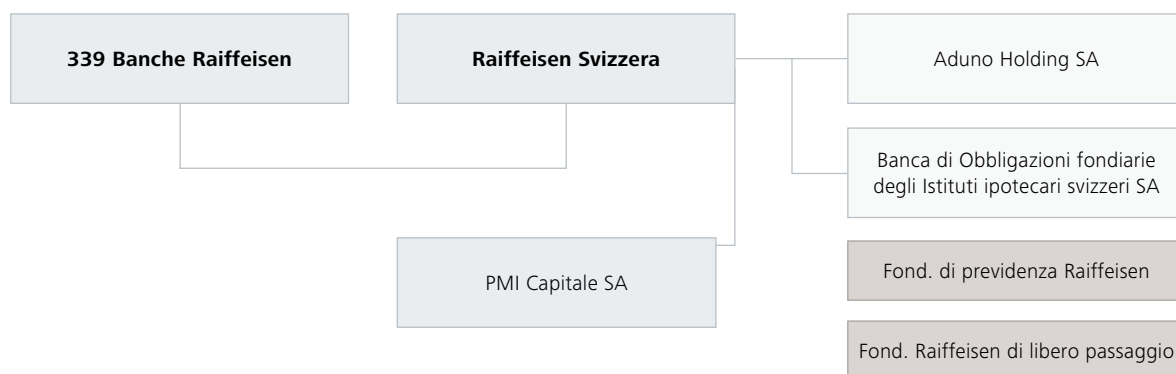 339 Banche Raiffeisen
Raiffeisen Svizzera
Aduno Holding SA
Banca di Obbligazioni fondiarie
degli Istituti ipotecari svizzeri SA
PMI Capitale SA
Fond. di previdenza Raiffeisen
Fond. Raiffeisen di libero passaggio